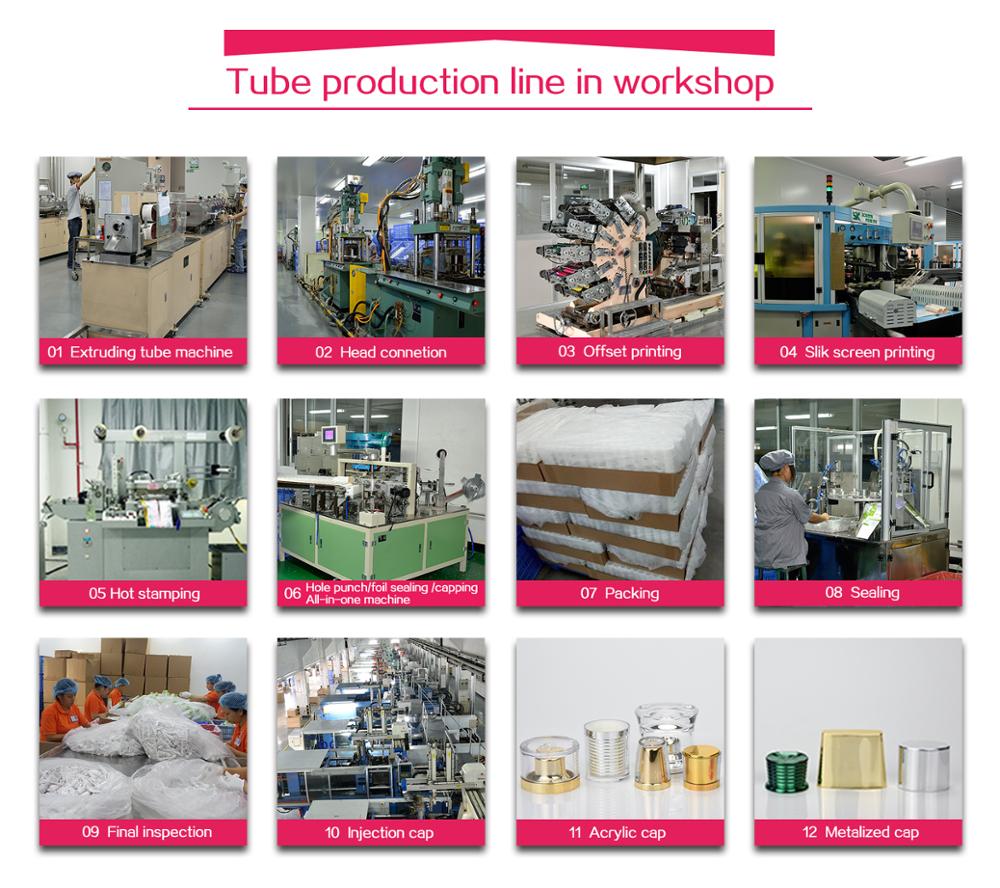 Tube production line in workshop
01 Extruding tube machine
02 Head connetion
03 Offset printing
04 Slik screen printing
05 Hot stamping
06 Hole punch/foil sealing /capping
All-in-one machine
07 Packing
08 Sealing
09 Final inspection
10 Injection cap
11 Acrylic cap
12 Metalized cap